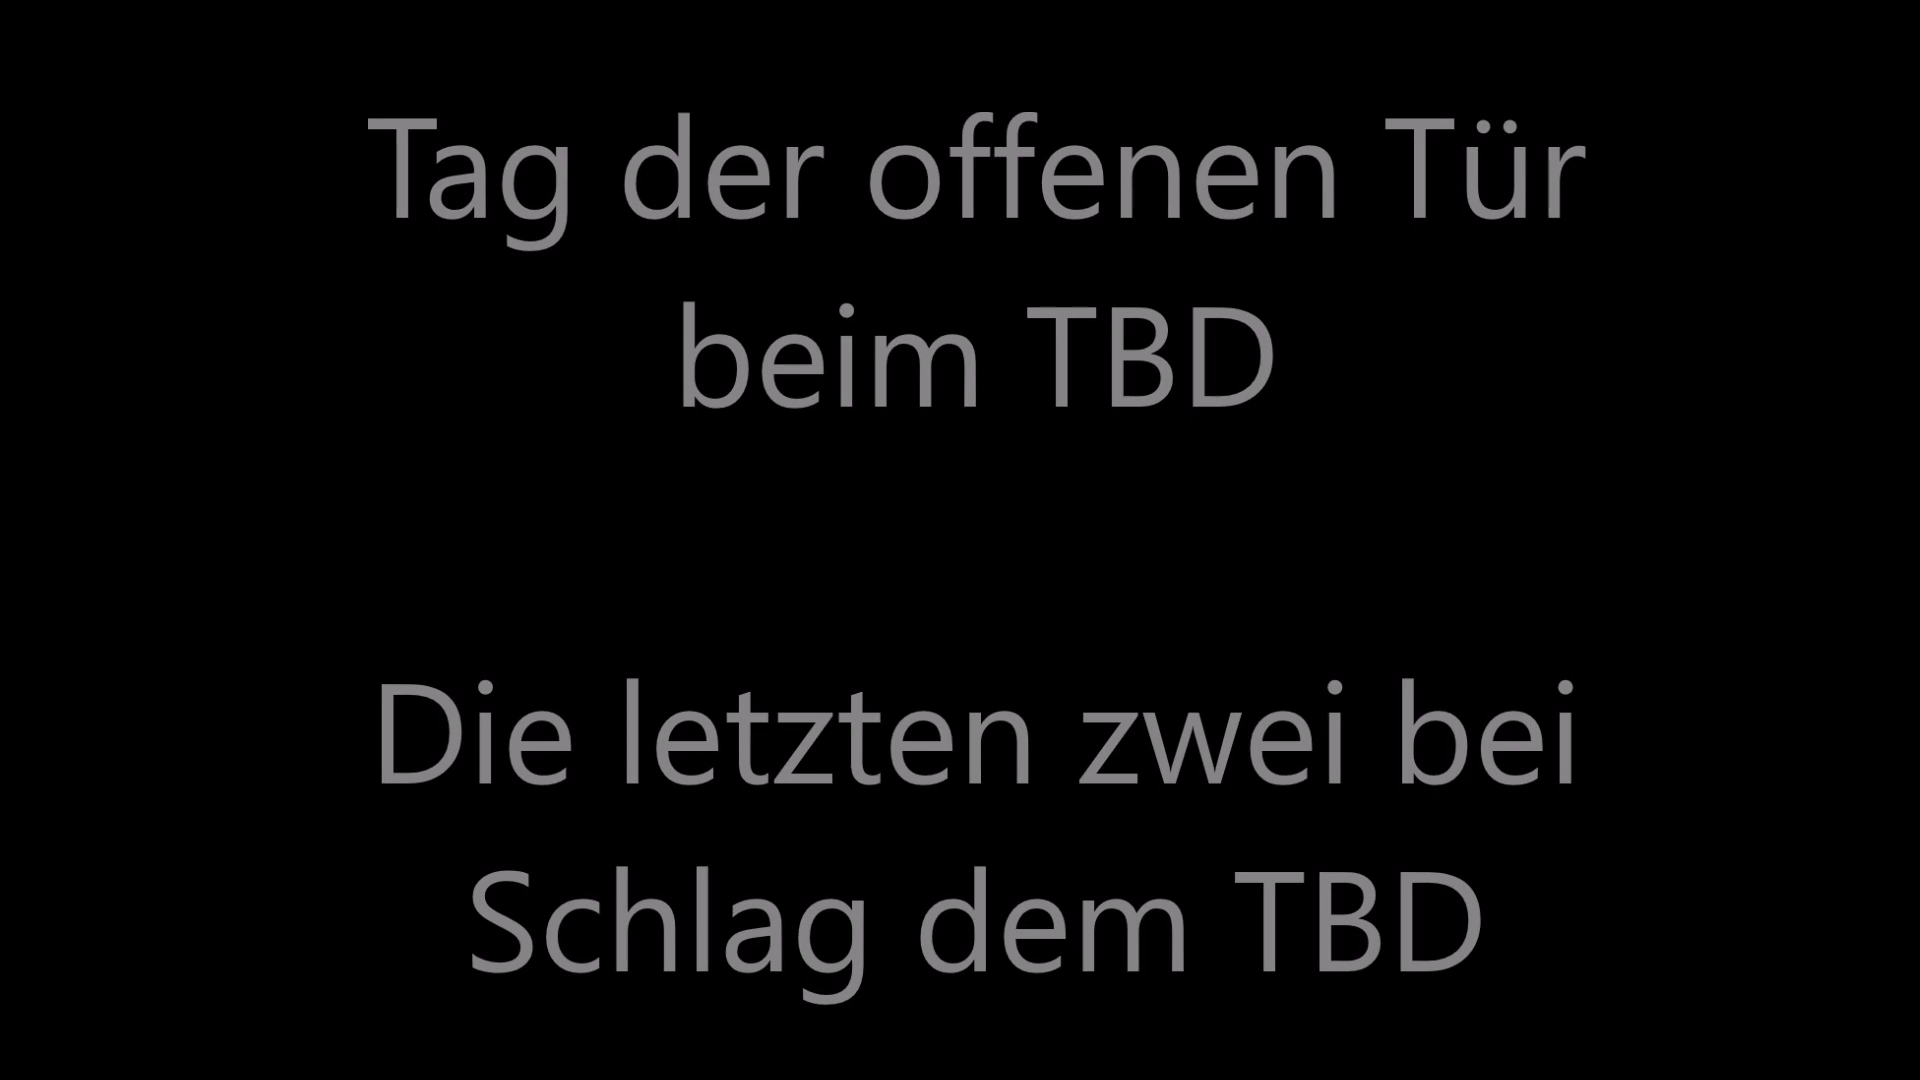 Tag der offenen Tür
beim TBD
Die letzten zwei bei
Schlag dem TBD